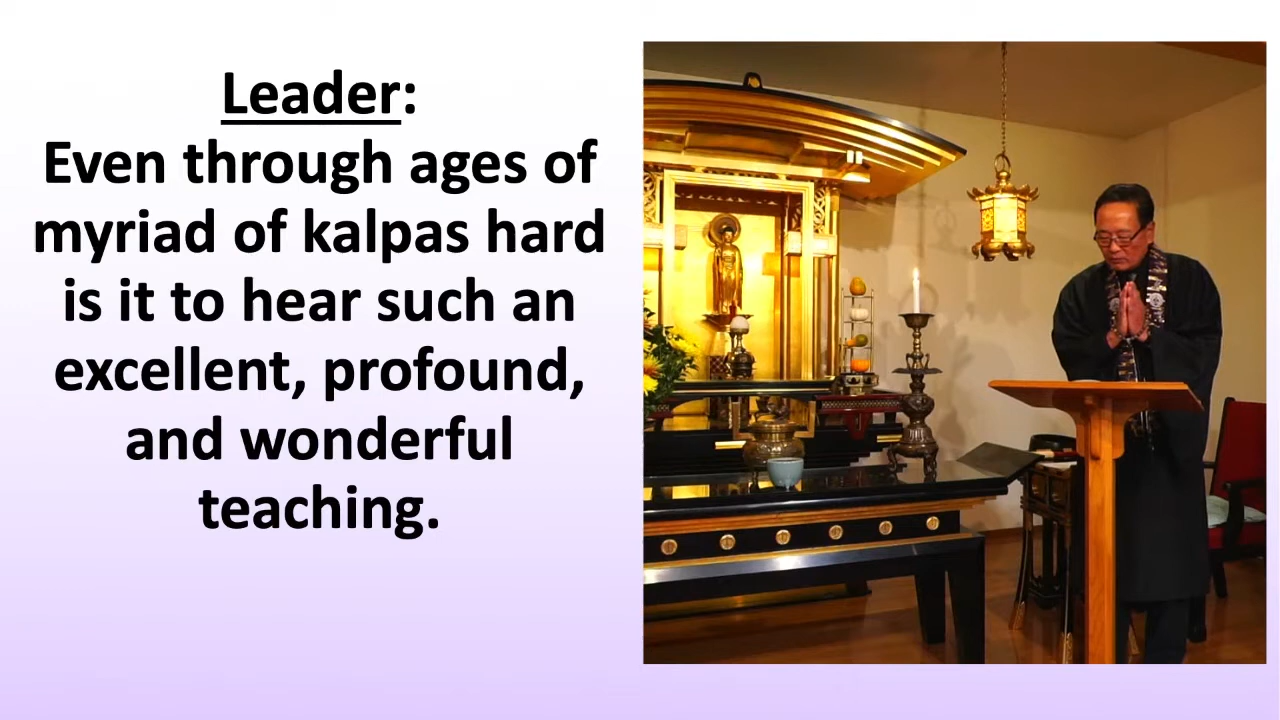 Leader:
Even through ages of
myriad of kalpas hard
is it to hear such an
excellent, profound,
and wonderful
teaching.